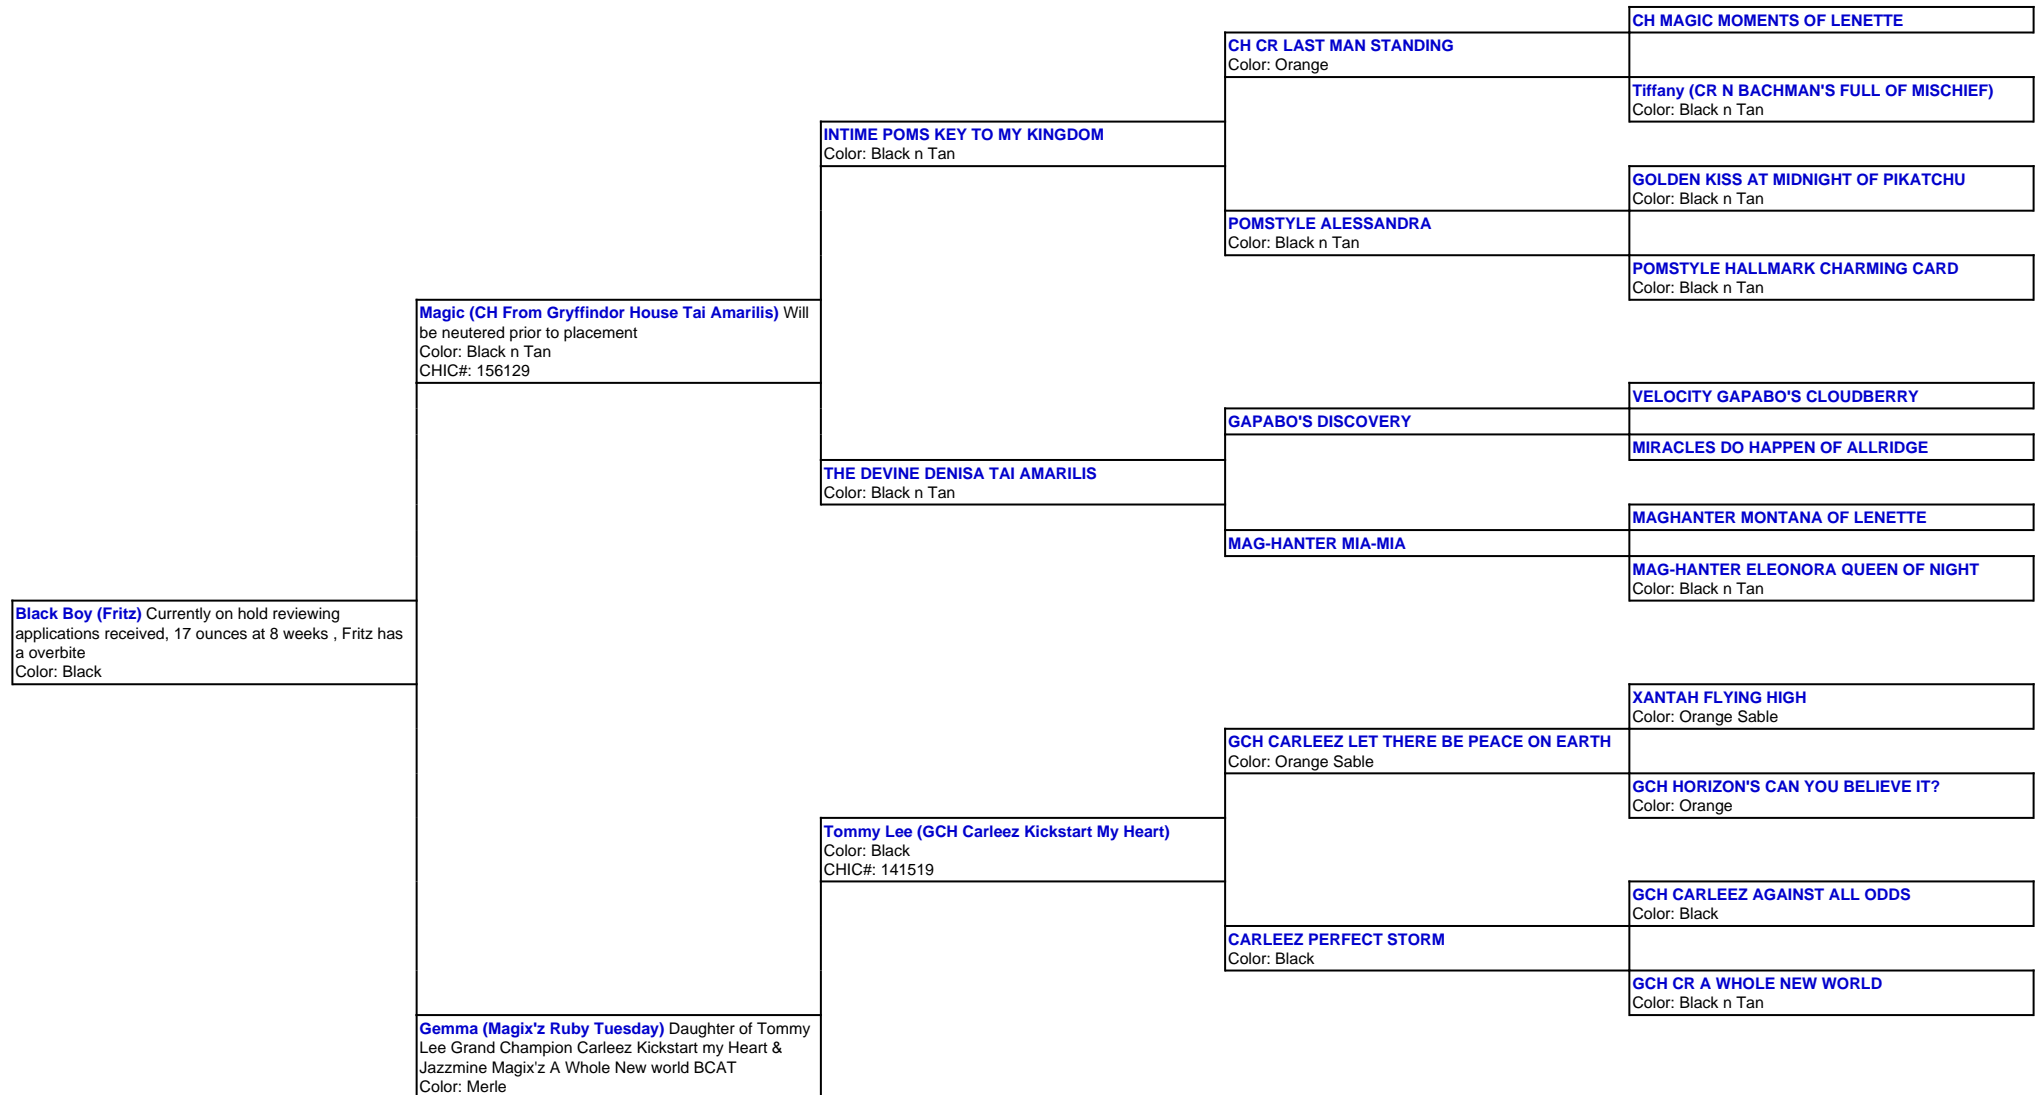 CH MAGIC MOMENTS OF LENETTE
CH CR LAST MAN STANDING
Color: Orange
Tiffany (CR N BACHMAN'S FULL OF MISCHIEF)
Color: Black n Tan
INTIME POMS KEY TO MY KINGDOM
Color: Black n Tan
GOLDEN KISS AT MIDNIGHT OF PIKATCHU
Color: Black n Tan
POMSTYLE ALESSANDRA
Color: Black n Tan
POMSTYLE HALLMARK CHARMING CARD
Color: Black n Tan
Magic (CH From Gryffindor House Tai Amarilis) Will
be neutered prior to placement
Color: Black n Tan
CHIC#: 156129
VELOCITY GAPABO'S CLOUDBERRY
GAPABO'S DISCOVERY
MIRACLES DO HAPPEN OF ALLRIDGE
THE DEVINE DENISA TAI AMARILIS
Color: Black n Tan
MAGHANTER MONTANA OF LENETTE
MAG-HANTER MIA-MIA
MAG-HANTER ELEONORA QUEEN OF NIGHT
Color: Black n Tan
Black Boy (Fritz) Currently on hold reviewing
applications received, 17 ounces at 8 weeks , Fritz has
a overbite
Color: Black
XANTAH FLYING HIGH
Color: Orange Sable
GCH CARLEEZ LET THERE BE PEACE ON EARTH
Color: Orange Sable
GCH HORIZON'S CAN YOU BELIEVE IT?
Color: Orange
Tommy Lee (GCH Carleez Kickstart My Heart)
Color: Black
CHIC#: 141519
GCH CARLEEZ AGAINST ALL ODDS
Color: Black
CARLEEZ PERFECT STORM
Color: Black
GCH CR A WHOLE NEW WORLD
Color: Black n Tan
Gemma (Magix'z Ruby Tuesday) Daughter of Tommy
Lee Grand Champion Carleez Kickstart my Heart &
Jazzmine Magix'z A Whole New world BCAT
Color: Merle